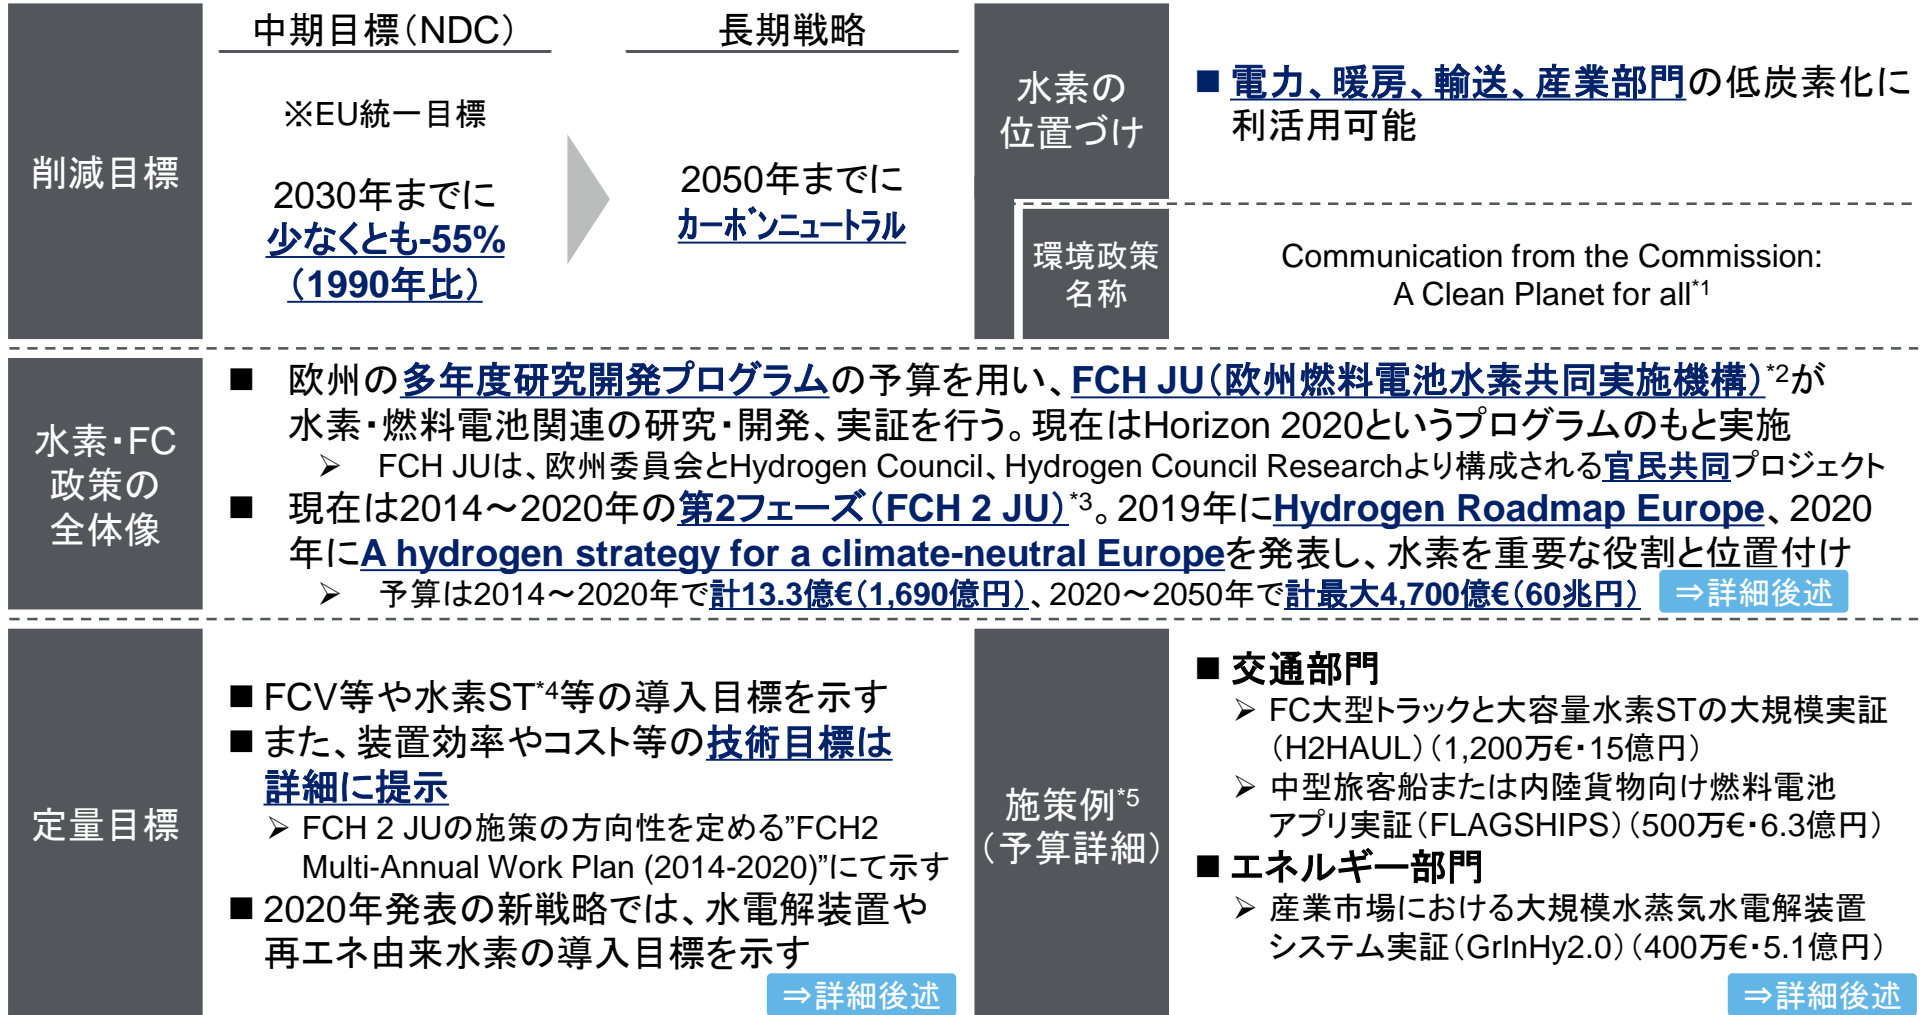 削減目標
中期目標（NDC）
※EU統一目標
2030年までに
少なくとも-55%
（1990年比）
長期戦略
2050年までに
カーボンニュートラル
水素の
位置づけ
■ 電力、暖房、輸送、産業部門の低炭素化に
利活用可能
環境政策
名称
Communication from the Commission:
A Clean Planet for all*1
水素・FC
政策の
全体像
■ 欧州の多年度研究開発プログラムの予算を用い、FCH JU（欧州燃料電池水素共同実施機構）*2が
水素・燃料電池関連の研究・開発、実証を行う。現在はHorizon 2020というプログラムのもと実施
➢ FCH JUは、欧州委員会とHydrogen Council、Hydrogen Council Researchより構成される官民共同プロジェクト
■ 現在は2014～2020年の第2フェーズ（FCH 2 JU）*3。2019年にHydrogen Roadmap Europe、2020
年にA hydrogen strategy for a climate-neutral Europeを発表し、水素を重要な役割と位置付け
➢ 予算は2014～2020年で計13.3億€（1,690億円）、2020～2050年で計最大4,700億€（60兆円） ⇒詳細後述
定量目標
■ FCV等や水素ST*4等の導入目標を示す
■ また、装置効率やコスト等の技術目標は
詳細に提示
➢ FCH 2 JUの施策の方向性を定める”FCH2
Multi-Annual Work Plan (2014-2020)”にて示す
■ 2020年発表の新戦略では、水電解装置や
再エネ由来水素の導入目標を示す
⇒詳細後述
施策例*5
（予算詳細）
■ 交通部門
➢ FC大型トラックと大容量水素STの大規模実証
（H2HAUL）（1,200万€・15億円）
➢ 中型旅客船または内陸貨物向け燃料電池
アプリ実証（FLAGSHIPS）（500万€・6.3億円）
■ エネルギー部門
➢ 産業市場における大規模水蒸気水電解装置
システム実証（GrInHy2.0）（400万€・5.1億円）
⇒詳細後述